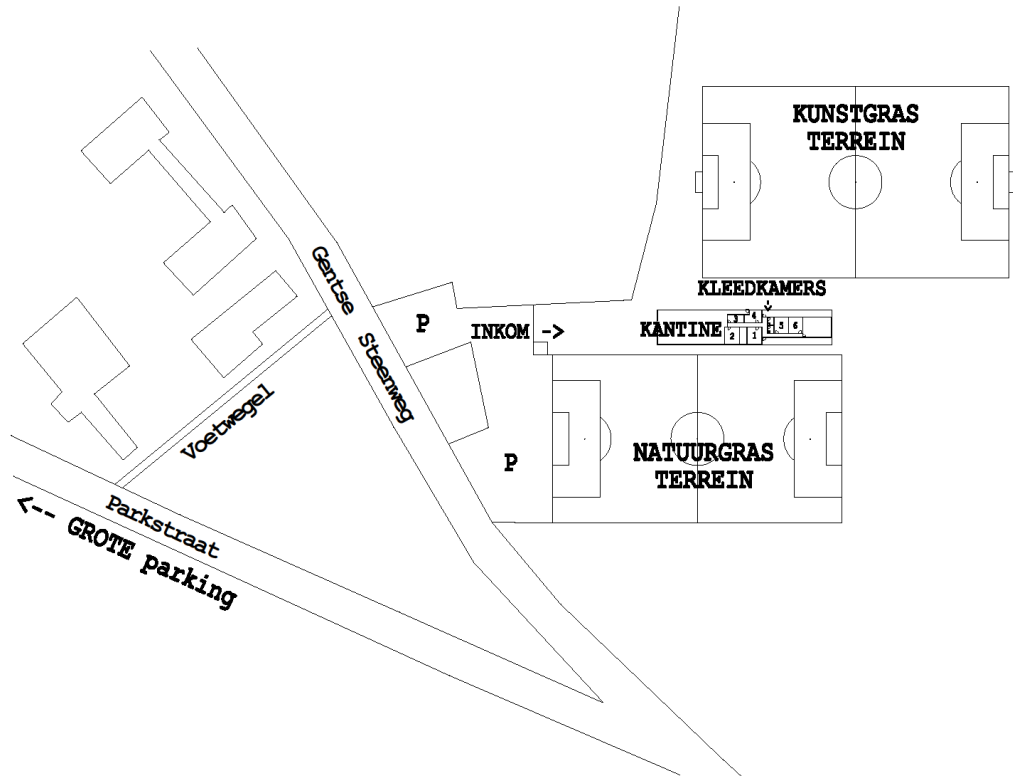 KUNSTGRAS
TERREIN
Gentse Steenweg
KLEEDKAMERS
P
INKOM ->
KANTINE
3
4
5
6
2
1
Voetwegel
NATUURGRAS
TERREIN
P
Parkstraat
<-- GROTE parking